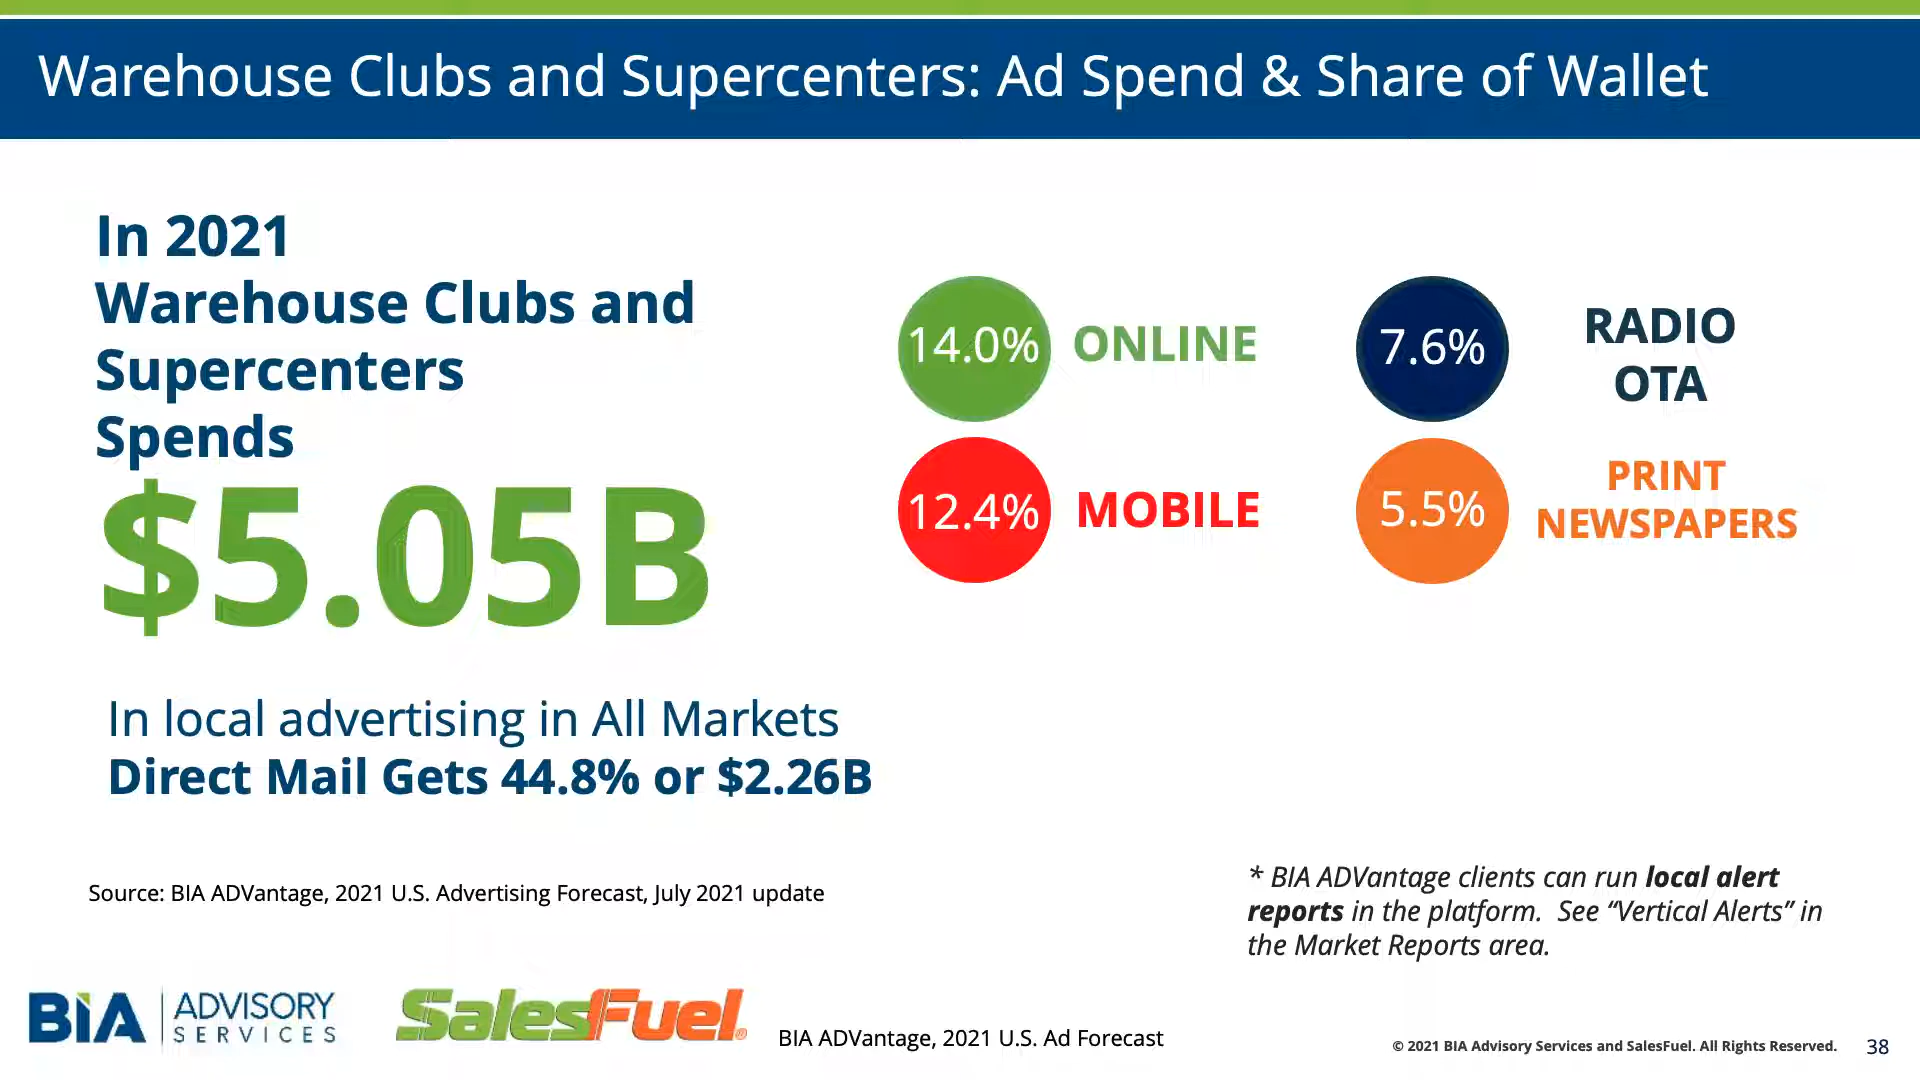 Warehouse Clubs and Supercenters: Ad Spend & Share of Wallet
In 2021
Warehouse Clubs and
Supercenters
Spends
$5.05B
In local advertising in All Markets
Direct Mail Gets 44.8% or $2.26B
14.0% ONLINE
12.4% MOBILE
7.6% RADIO
OTA
5.5% PRINT
NEWSPAPERS
Source: BIA ADVantage, 2021 U.S. Advertising Forecast, July 2021 update
* BIA ADVantage clients can run local alert
reports in the platform. See “Vertical Alerts” in
the Market Reports area.
BIA ADVISORY
SERVICES
SalesFuel®
BIA ADVantage, 2021 U.S. Ad Forecast
© 2021 BIA Advisory Services and SalesFuel. All Rights Reserved.
38